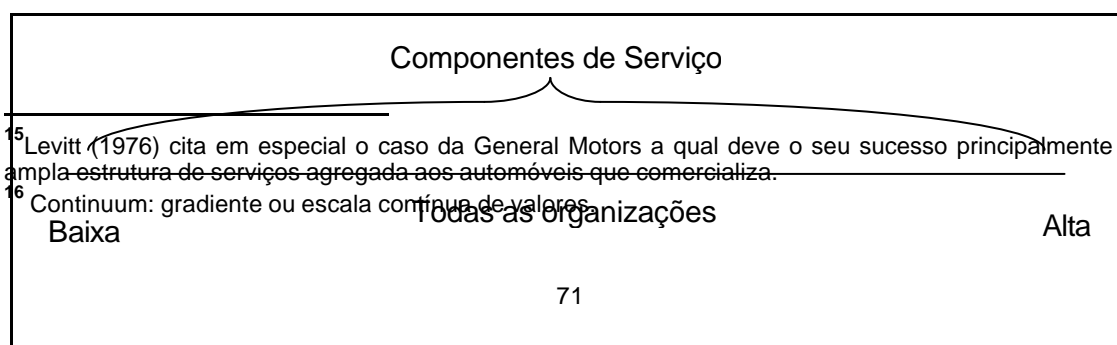 Componentes de Serviço
15Levitt (1976) cita em especial o caso da General Motors a qual deve o seu sucesso principalmente
ampla estrutura de serviços agregada aos automóveis que comercializa.
16 Continuum: gradiente ou escala contínua de valores.
Todas as organizações
Baixa
Alta
71